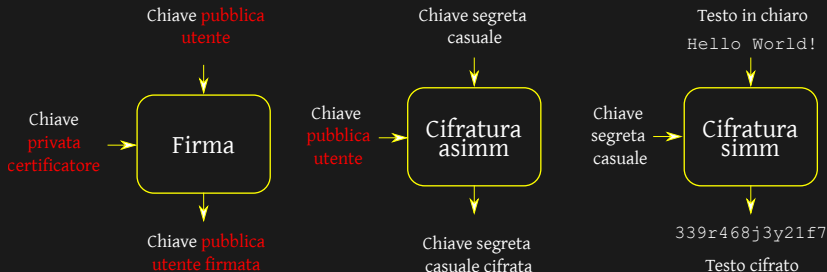 Chiave pubblica
utente
Chiave
privata
certificatore
Firma
Chiave pubblica
utente firmata
Chiave segreta
casuale
Chiave
pubblica
utente
Cifratura
asimm
Chiave segreta
casuale cifrata
Testo in chiaro
Hello World!
Chiave
segreta
casuale
Cifratura
simm
339r468j3y21f7
Testo cifrato